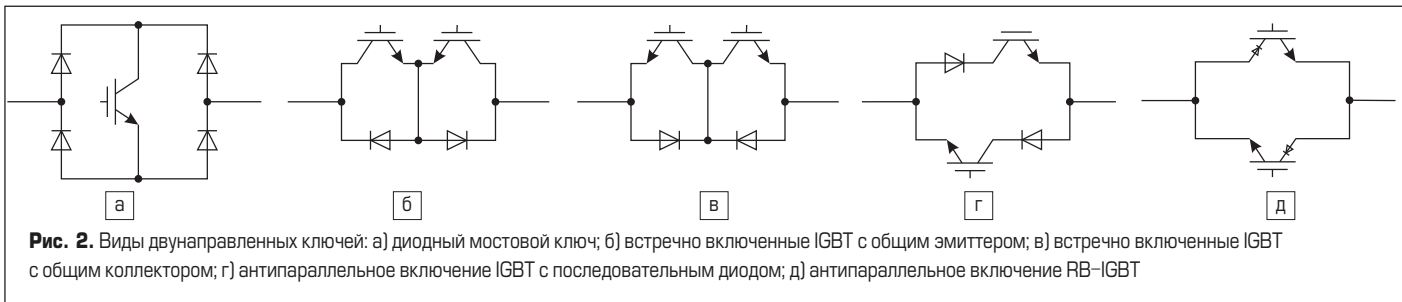 а
б
в
г
д
Рис. 2. Виды двунаправленных ключей: а) диодный мостовой ключ; б) встречно включенные IGBT с общим эмиттером; в) встречно включенные IGBT
с общим коллектором; г) антипараллельное включение IGBT с последовательным диодом; д) антипараллельное включение RB–IGBT